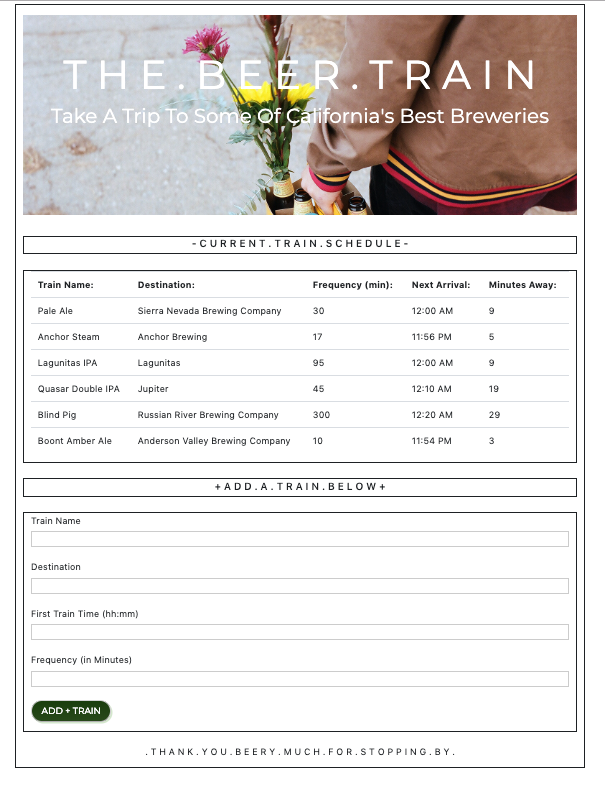 THE.BEER.TRAIN
Take A Trip To Some Of California's Best Breweries
-CURRENT.TRAIN.SCHEDULE-
Train Name: Destination: Frequency (min): Next Arrival: Minutes Away:
Pale Ale Sierra Nevada Brewing Company 30 12:00 AM 9
Anchor Steam Anchor Brewing 17 11:56 PM 5
Lagunitas IPA Lagunitas 95 12:00 AM 9
Quasar Double IPA Jupiter 45 12:10 AM 19
Blind Pig Russian River Brewing Company 300 12:20 AM 29
Boont Amber Ale Anderson Valley Brewing Company 10 11:54 PM 3
+ADD.A.TRAIN.BELOW+
Train Name
Destination
First Train Time (hh:mm)
Frequency (in Minutes)
ADD + TRAIN
.THANK.YOU.BEERY.MUCH.FOR.STOPPING.BY.